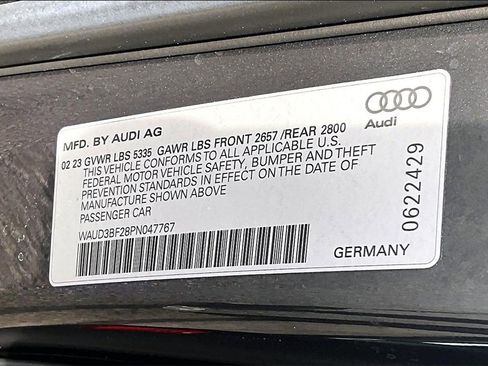 MFD. BY AUDI AG
02 23 GVWR LBS 5335 GAWR LBS FRONT 2657 /REAR 2800
THIS VEHICLE CONFORMS TO ALL APPLICABLE U.S.
FEDERAL MOTOR VEHICLE SAFETY, BUMPER AND THEFT
PREVENTION STANDARDS IN EFFECT ON THE DATE OF
MANUFACTURE SHOWN ABOVE
PASSENGER CAR
WAUD3BF28PN047767
Audi
0622429
GERMANY